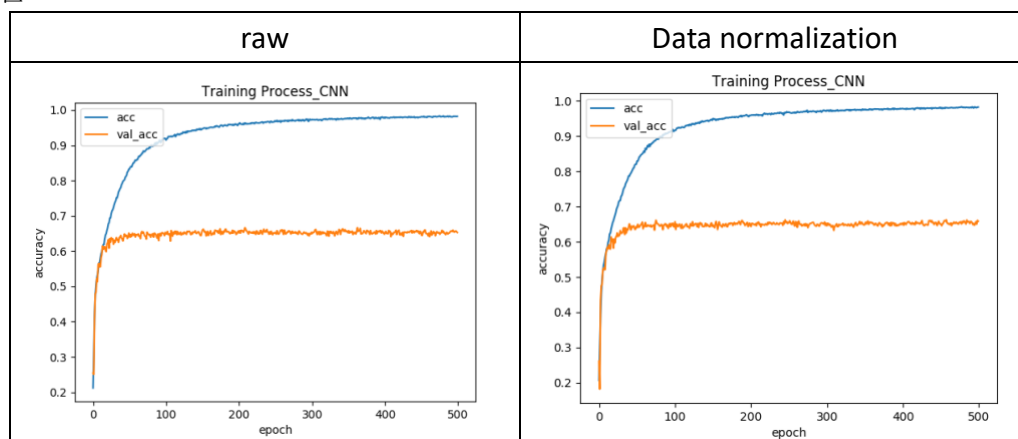 raw
Data normalization
Training Process_CNN
acc
val_acc
1.0
0.9
0.8
0.7
0.6
0.5
0.4
0.3
0.2
accuracy
0
100
200
300
400
500
epoch
Training Process_CNN
acc
val_acc
1.0
0.9
0.8
0.7
0.6
0.5
0.4
0.3
0.2
accuracy
0
100
200
300
400
500
epoch